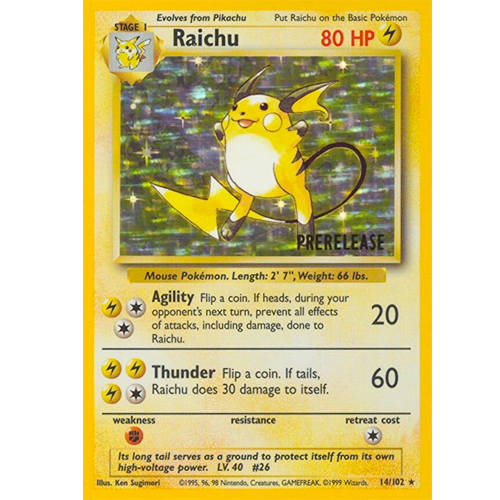 STAGE 1
Evolves from Pikachu
Put Raichu on the Basic Pokémon
Raichu
80 HP
PRERELEASE
Mouse Pokémon. Length: 2' 7", Weight: 66 lbs.
Agility Flip a coin. If heads, during your
opponent's next turn, prevent all effects
of attacks, including damage, done to
Raichu.
20
Thunder Flip a coin. If tails,
Raichu does 30 damage to itself.
60
weakness
resistance
retreat cost
Its long tail serves as a ground to protect itself from its own
high-voltage power. LV. 40 #26
Illus. Ken Sugimori
©1995, 96, 98 Nintendo, Creatures, GAMEFREAK. ©1999 Wizards.
14/102 ★